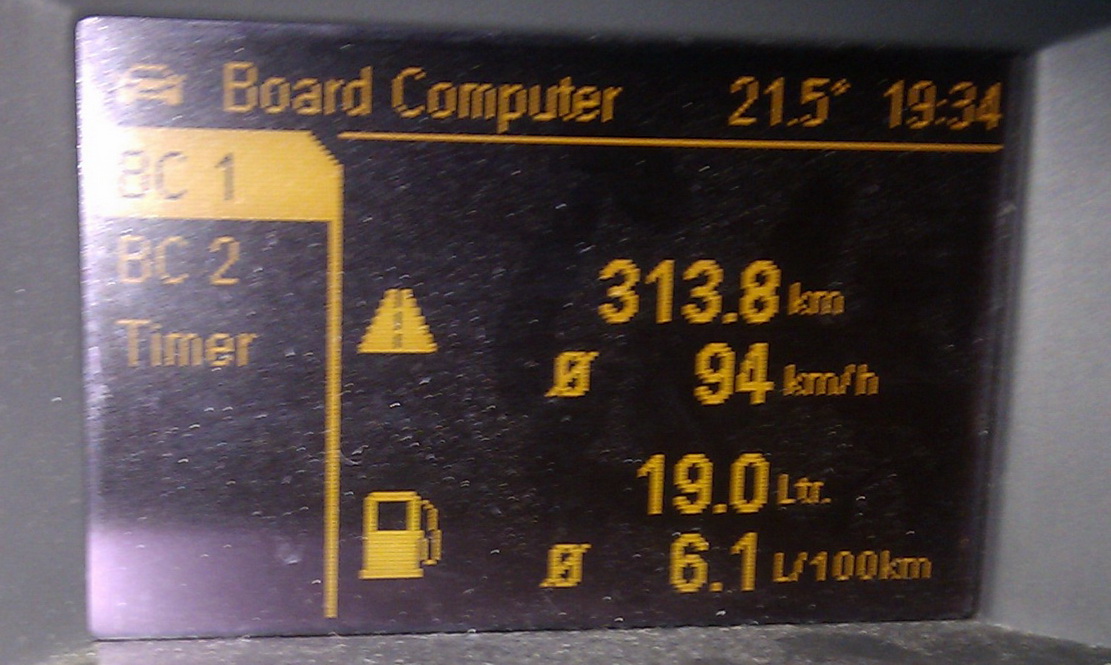 Board Computer 21.5° 19:34
BC 1
BC 2
Timer
313.8 km
Ø 94 km/h
19.0 Ltr.
Ø 6.1 L/100km